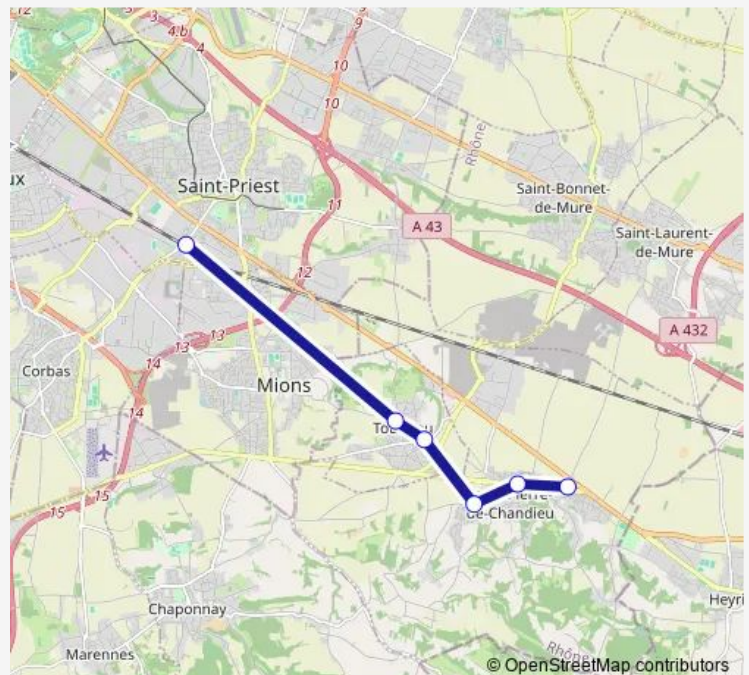 12
3
3
4.b
4
9
10
10
Rhône
ux
Saint-Priest
Saint-Bonnet-
de-Mure
11
A 43
Saint-Laurent-
de-Mure
12
A 432
13
13
14
Corbas
Mions
14
15
15
de-Chandieu
Chaponnay
Heyri
Marennes
Rhône
© OpenStreetMap contributors